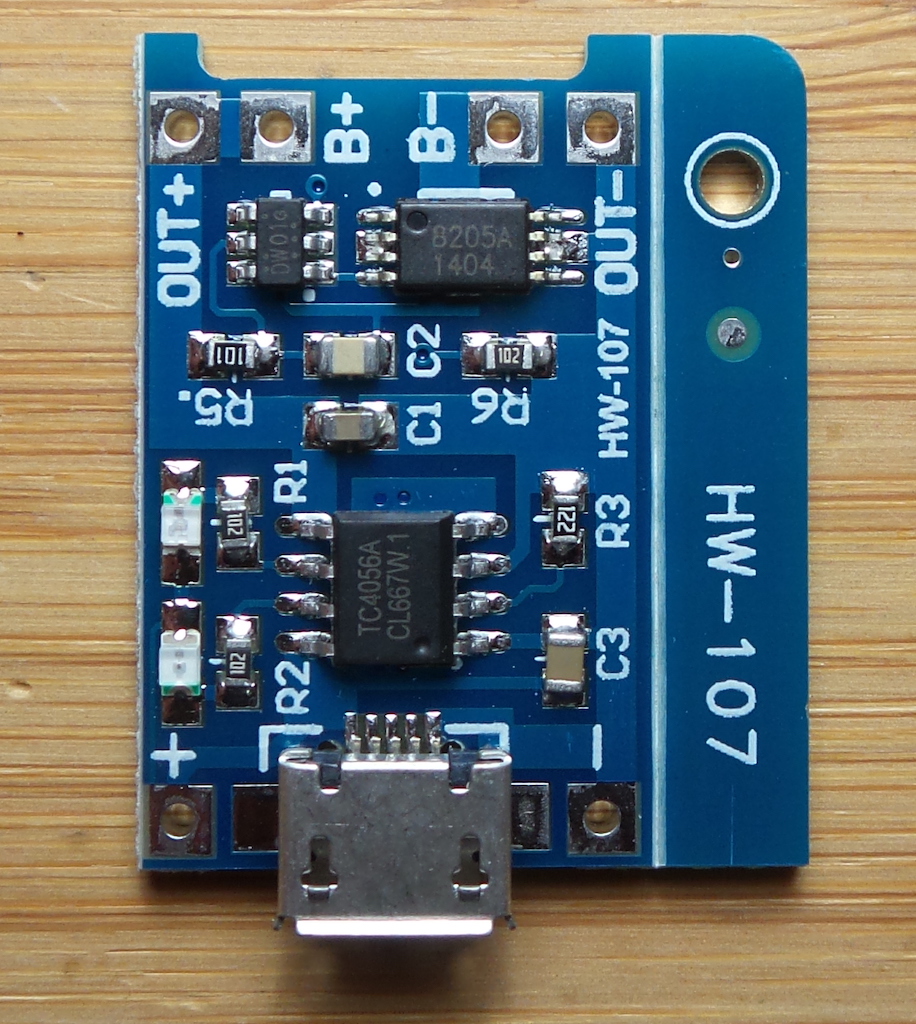 B+
B-
OUT+
OUT-
DW01G
8205A
1404
101
C2
102
R5
R6
C1
HW-107
R1
201
221
R3
TC4056A
CL667W.1
102
R2
C3
+
-
HW-107